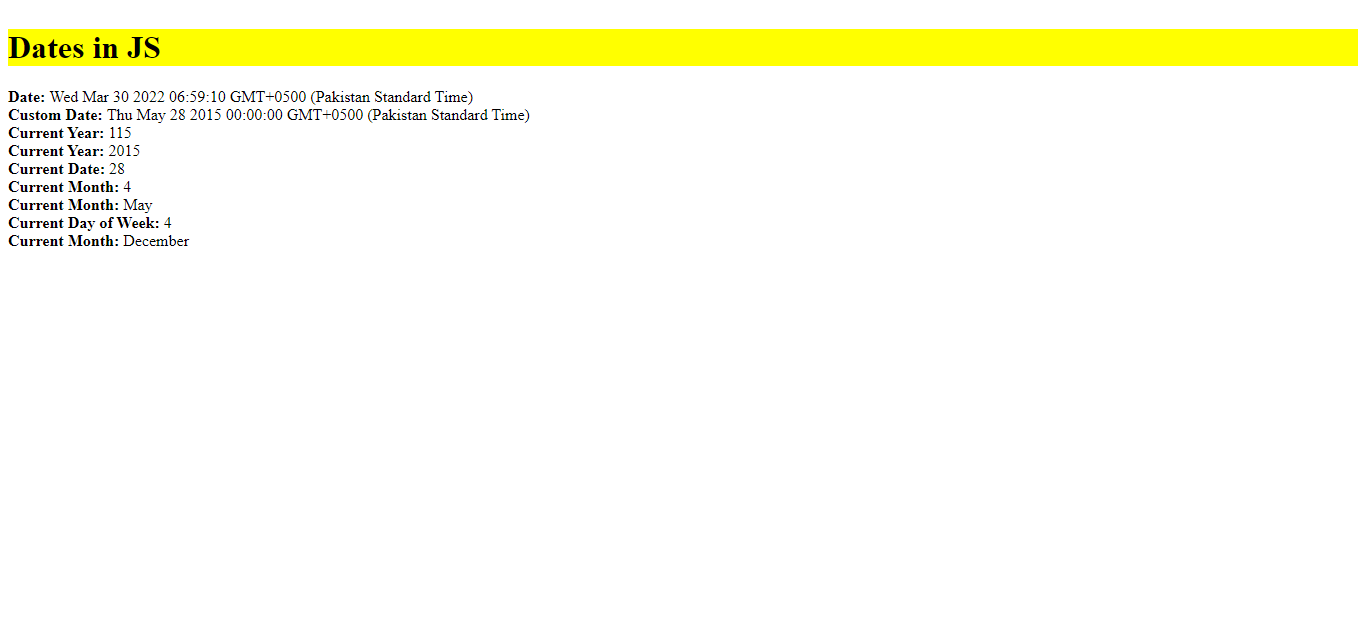 Dates in JS
Date: Wed Mar 30 2022 06:59:10 GMT+0500 (Pakistan Standard Time)
Custom Date: Thu May 28 2015 00:00:00 GMT+0500 (Pakistan Standard Time)
Current Year: 115
Current Year: 2015
Current Date: 28
Current Month: 4
Current Month: May
Current Day of Week: 4
Current Month: December